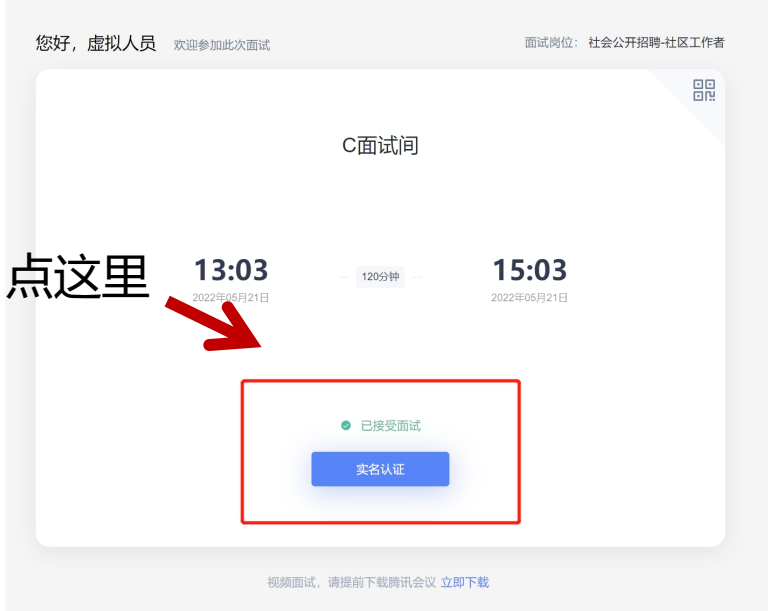 您好，虚拟人员 欢迎参加此次面试 面试岗位： 社会公开招聘-社区工作者
C面试间
点这里
13:03 120分钟 15:03
2022年05月21日 2022年05月21日
已接受面试
实名认证
视频面试，请提前下载腾讯会议 立即下载